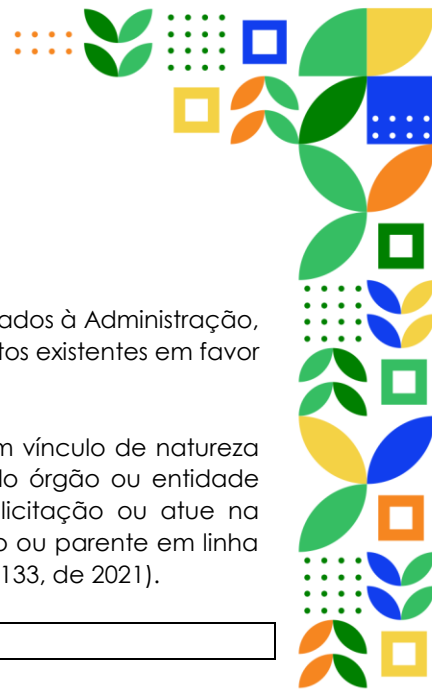 ados à Administração,
tos existentes em favor
m vínculo de natureza
lo órgão ou entidade
licitação ou atue na
o ou parente em linha
133, de 2021).